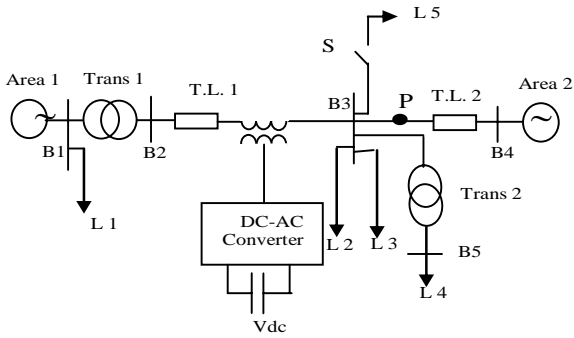 L 5
S
Area 1
Trans 1
T.L. 1
B3
P
T.L. 2
Area 2
~
~
B1
B2
B4
L 1
DC-AC
Converter
L 2
L 3
Trans 2
B5
L 4
Vdc